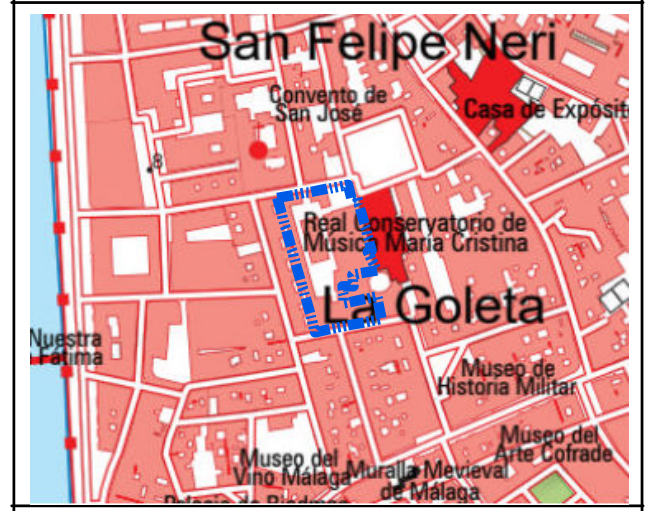 San Felipe Neri
Convento de
San José
Casa de Expósit
8
Real Conservatorio de
Música María Cristina
La Goleta
Nuestra
Fátima
Museo de
Historia Militar
Museo del
Arte Cofrade
Museo del
Vino Málaga
Muralla Medieval
de Málaga